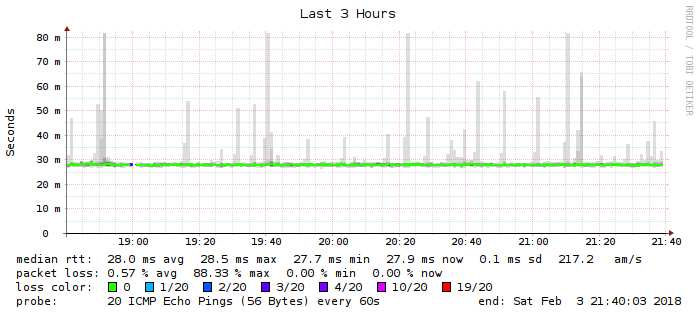 Last 3 Hours
RRDTOOL / TOBI OETIKER
Seconds
80 m
70 m
60 m
50 m
40 m
30 m
20 m
10 m
0
19:00 19:20 19:40 20:00 20:20 20:40 21:00 21:20 21:40
median rtt: 28.0 ms avg 28.5 ms max 27.7 ms min 27.9 ms now 0.1 ms sd 217.2 am/s
packet loss: 0.57 % avg 88.33 % max 0.00 % min 0.00 % now
loss color: 0 1/20 2/20 3/20 4/20 10/20 19/20
probe: 20 ICMP Echo Pings (56 Bytes) every 60s end: Sat Feb 3 21:40:03 2018